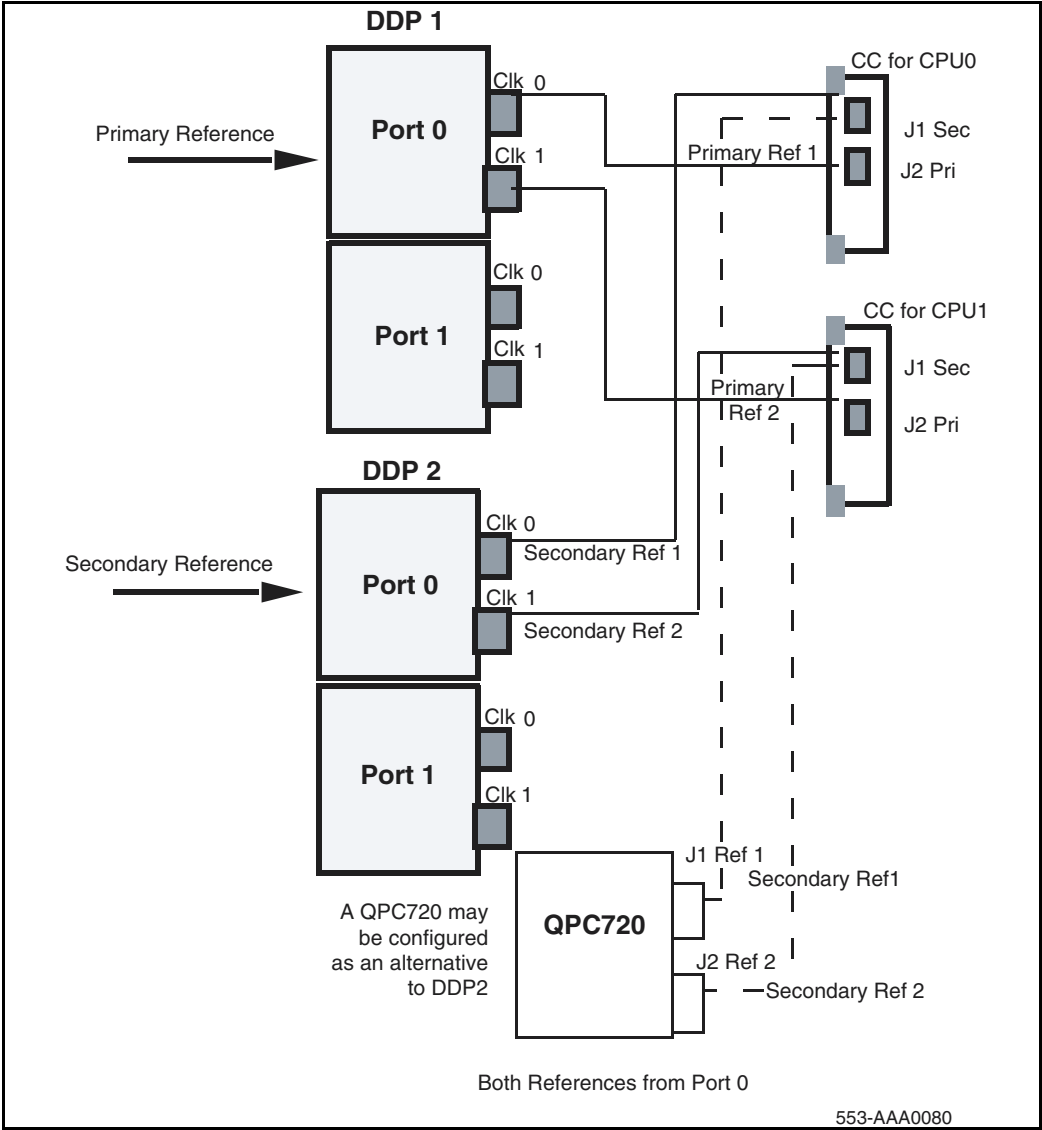 DDP 1
CC for CPU0
Clk 0
Primary Reference
Port 0
J1 Sec
Clk 1
Primary Ref 1
J2 Pri
Clk 0
CC for CPU1
Port 1
Clk 1
J1 Sec
Primary
Ref 2
J2 Pri
DDP 2
Clk 0
Secondary Ref 1
Secondary Reference
Port 0
Clk 1
Secondary Ref 2
Clk 0
Port 1
Clk 1
J1 Ref 1
Secondary Ref1
A QPC720 may
be configured
as an alternative
to DDP2
QPC720
J2 Ref 2
Secondary Ref 2
Both References from Port 0
553-AAA0080